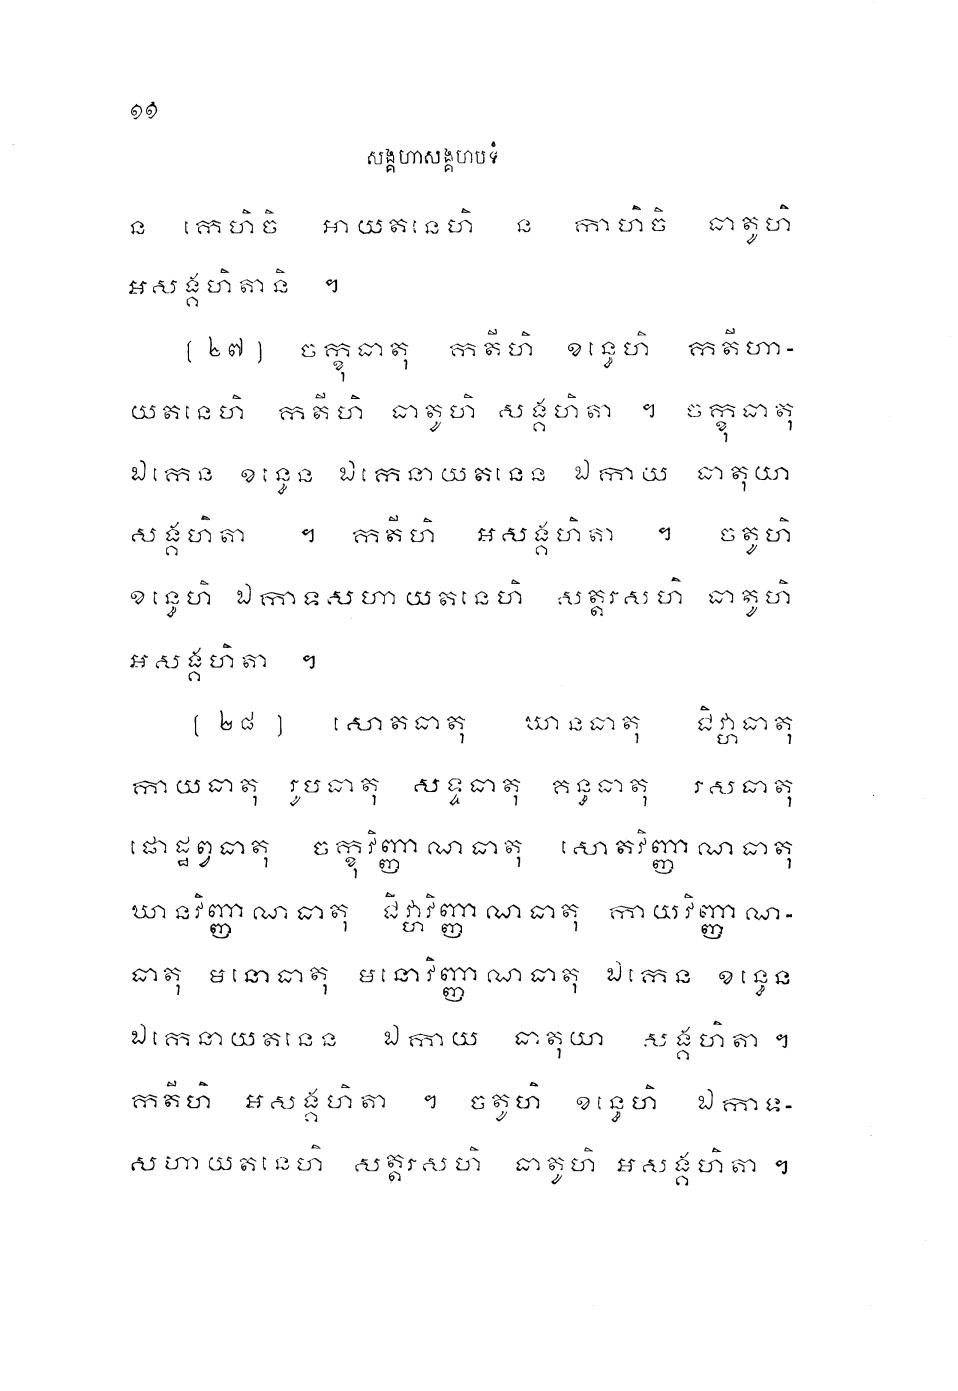 ១១
សង្គហាសង្គហបទំ
ន កេហិចិ អាយតនេហិ ន កាហិចិ ធាតូហិ
អសង្គហិតានិ ។
(២៧) ចក្ខុធាតុ កតីហិ ខន្ធេហិ កតីហា-
យតនេហិ កតីហិ ធាតូហិ សង្គហិតា ។ ចក្ខុធាតុ
ឯកេន ខន្ធេន ឯកេនាយតនេន ឯកាយ ធាតុយា
សង្គហិតា ។ កតីហិ អសង្គហិតា ។ ចតូហិ
ខន្ធេហិ ឯកាទសហាយតនេហិ សត្តរសហិ ធាតូហិ
អសង្គហិតា ។
(២៨) សោតធាតុ ឃានធាតុ ជិវ្ហាធាតុ
កាយធាតុ រូបធាតុ សទ្ទធាតុ គន្ធធាតុ រសធាតុ
ផោដ្ឋព្វធាតុ ចក្ខុវិញ្ញាណធាតុ សោតវិញ្ញាណធាតុ
ឃានវិញ្ញាណធាតុ ជិវ្ហាវិញ្ញាណធាតុ កាយវិញ្ញាណ-
ធាតុ មនោធាតុ មនោវិញ្ញាណធាតុ ឯកេន ខន្ធេន
ឯកេនាយតនេន ឯកាយ ធាតុយា សង្គហិតា ។
កតីហិ អសង្គហិតា ។ ចតូហិ ខន្ធេហិ ឯកាទ-
សហាយតនេហិ សត្តរសហិ ធាតូហិ អសង្គហិតា ។